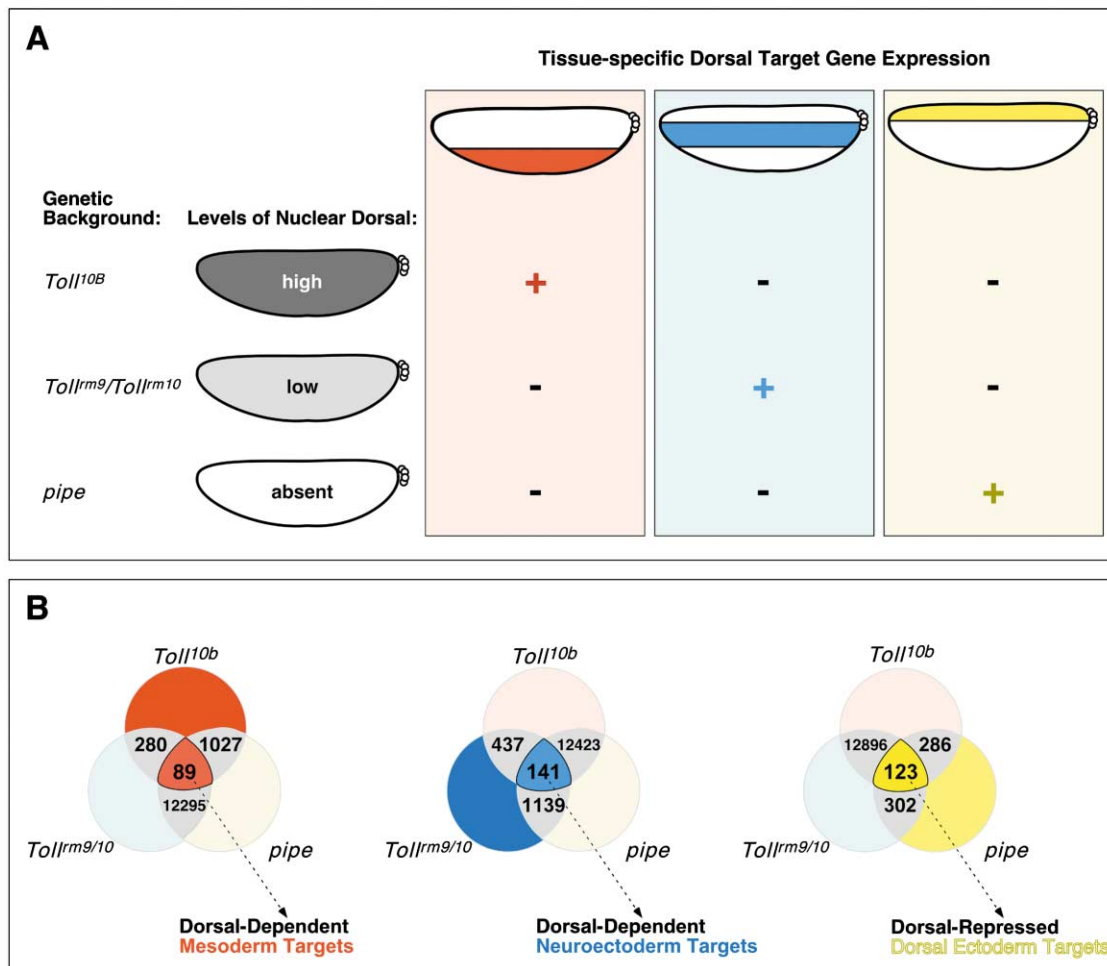 A
Tissue-specific Dorsal Target Gene Expression
Genetic
Background:
Levels of Nuclear Dorsal:
Toll10B
high
+
-
-
Tollrm9/Tollrm10
low
-
+
-
pipe
absent
-
-
+
B
Toll10b
280
1027
89
12295
Tollrm9/10
pipe
Dorsal-Dependent
Mesoderm Targets
Toll10b
437
12423
141
1139
Tollrm9/10
pipe
Dorsal-Dependent
Neuroectoderm Targets
Toll10b
12896
286
123
302
Tollrm9/10
pipe
Dorsal-Repressed
Dorsal Ectoderm Targets